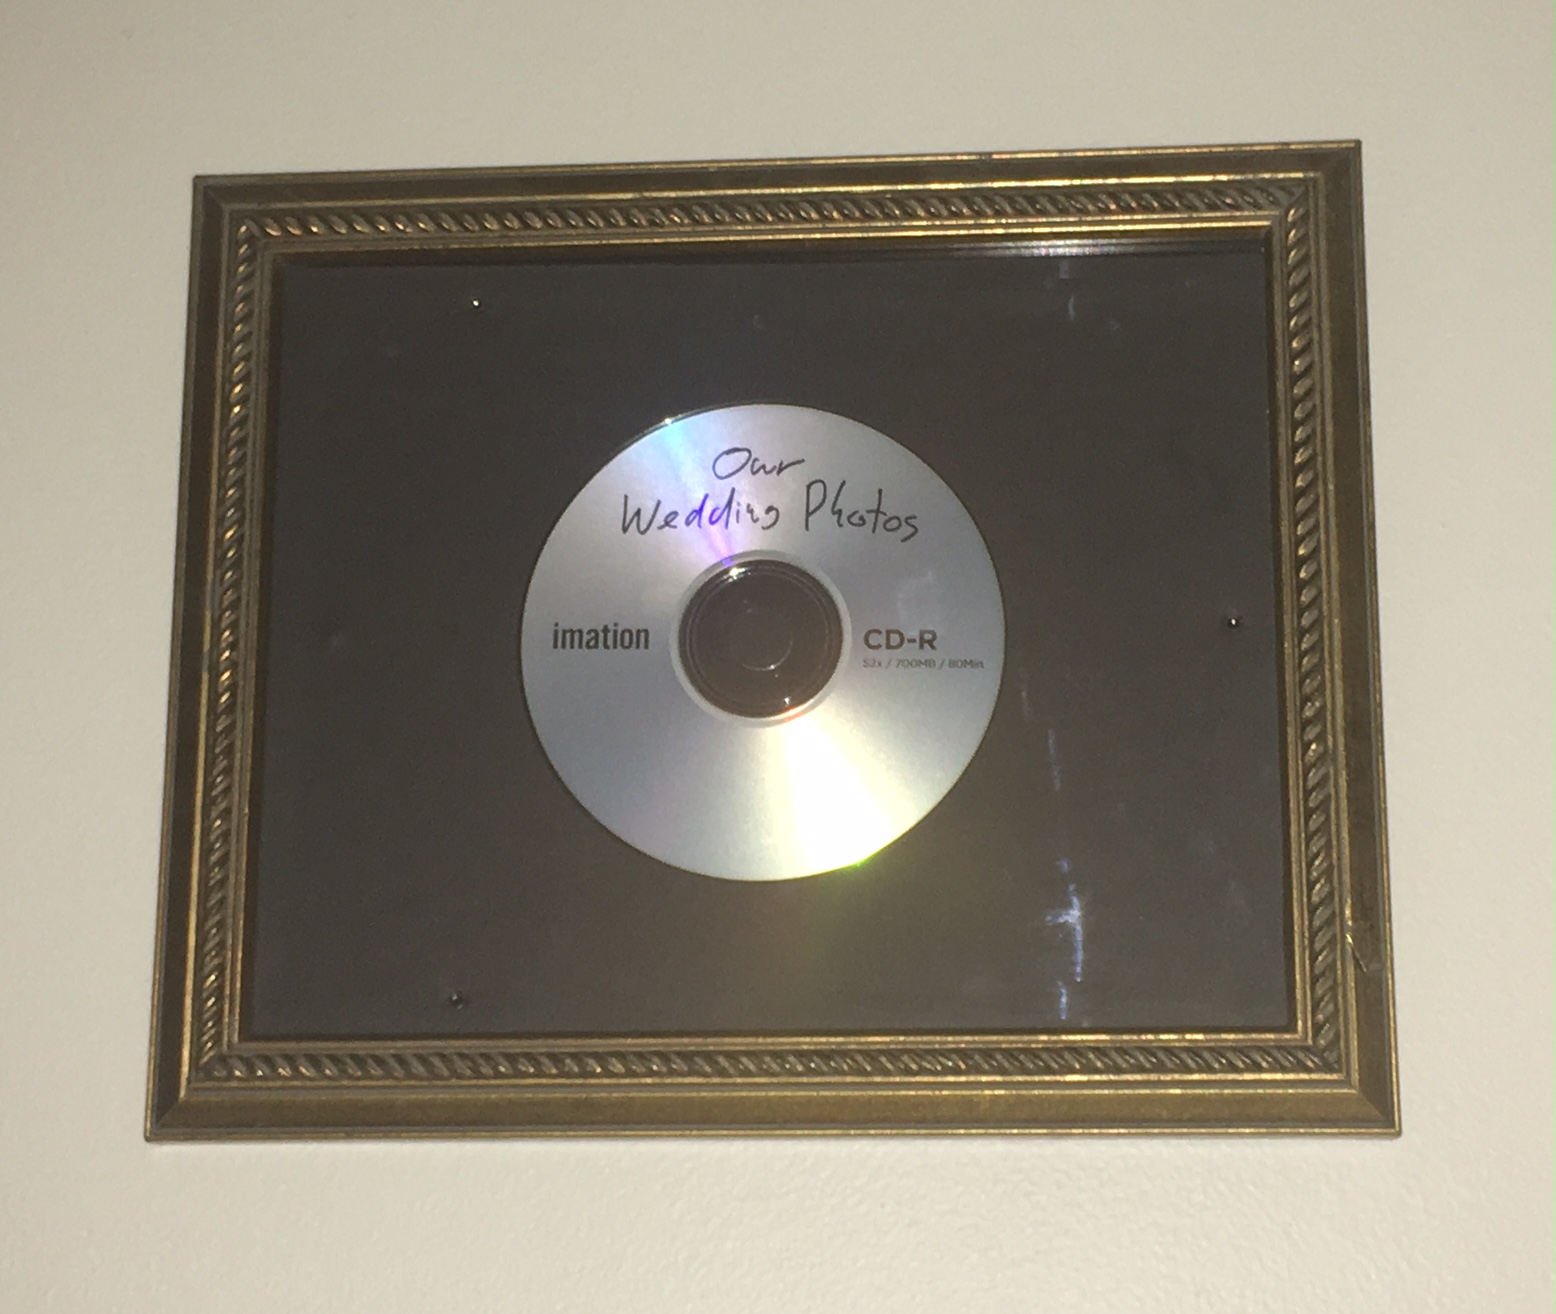 Our
Wedding Photos
imation
CD-R
52x / 700MB / 80Min